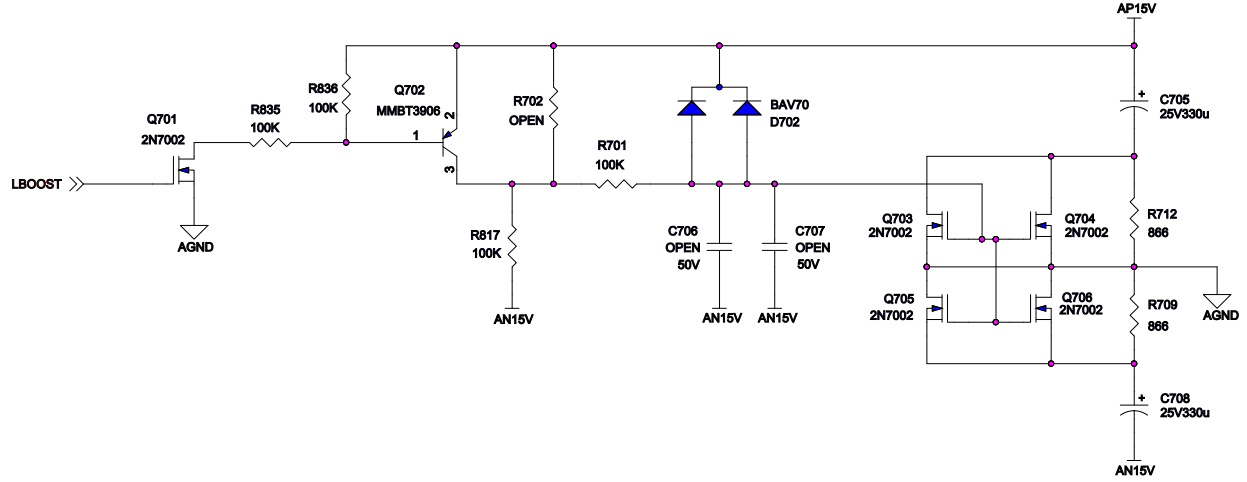 AP15V
R836
100K
Q702
MMBT3906
R702
OPEN
BAV70
D702
+
C705
25V330u
Q701
2N7002
R835
100K
2
1
3
R701
100K
LBOOST
AGND
R817
100K
C706
OPEN
50V
C707
OPEN
50V
Q703
2N7002
Q704
2N7002
R712
866
Q705
2N7002
Q706
2N7002
R709
866
AGND
AN15V
AN15V
AN15V
+
C708
25V330u
AN15V